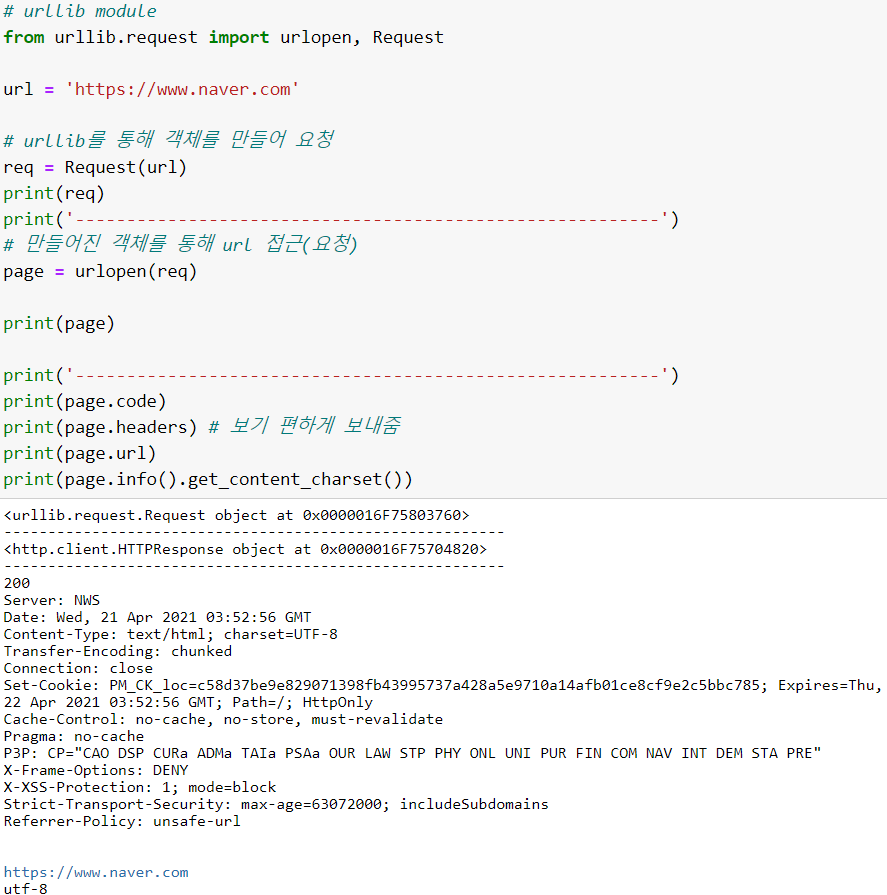 # urllib module
from urllib.request import urlopen, Request
url = 'https://www.naver.com'
# urllib를 통해 객체를 만들어 요청
req = Request(url)
print(req)
print('---------------------------------------------------------')
# 만들어진 객체를 통해 url 접근(요청)
page = urlopen(req)
print(page)
print('---------------------------------------------------------')
print(page.code)
print(page.headers) # 보기 편하게 보내줌
print(page.url)
print(page.info().get_content_charset())
<urllib.request.Request object at 0x0000016F75803760>
---------------------------------------------------------
<http.client.HTTPResponse object at 0x0000016F75704820>
---------------------------------------------------------
200
Server: NWS
Date: Wed, 21 Apr 2021 03:52:56 GMT
Content-Type: text/html; charset=UTF-8
Transfer-Encoding: chunked
Connection: close
Set-Cookie: PM_CK_loc=c58d37be9e829071398fb43995737a428a5e9710a14afb01ce8cf9e2c5bbc785; Expires=Thu,
22 Apr 2021 03:52:56 GMT; Path=/; HttpOnly
Cache-Control: no-cache, no-store, must-revalidate
Pragma: no-cache
P3P: CP="CAO DSP CURa ADMa TAIa PSAa OUR LAW STP PHY ONL UNI PUR FIN COM NAV INT DEM STA PRE"
X-Frame-Options: DENY
X-XSS-Protection: 1; mode=block
Strict-Transport-Security: max-age=63072000; includeSubdomains
Referrer-Policy: unsafe-url
https://www.naver.com
utf-8